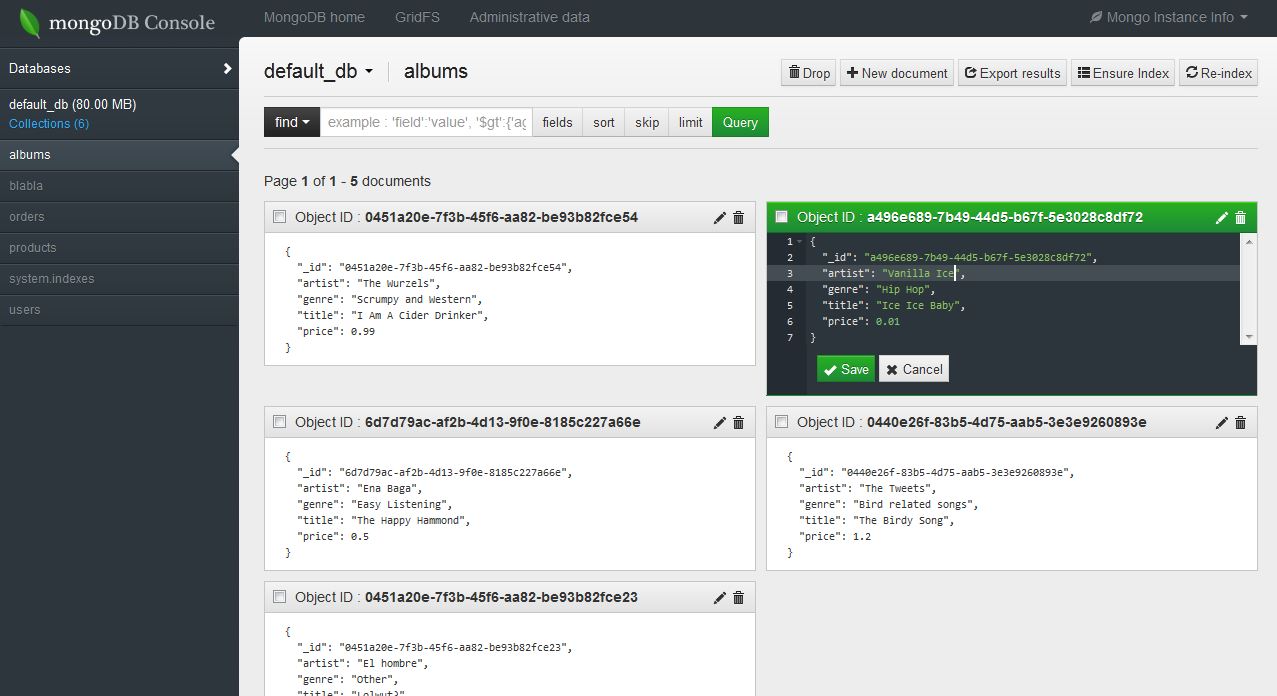 mongoDB Console
MongoDB home GridFS Administrative data Mongo Instance Info
Databases
default_db (80.00 MB)
Collections (6)
albums
blabla
orders
products
system.indexes
users
default_db albums
Drop New document Export results Ensure Index Re-index
find example : 'field':'value', '$gt':{'ag fields sort skip limit Query
Page 1 of 1 - 5 documents
Object ID : 0451a20e-7f3b-45f6-aa82-be93b82fce54
{
"_id": "0451a20e-7f3b-45f6-aa82-be93b82fce54",
"artist": "The Wurzels",
"genre": "Scrumpy and Western",
"title": "I Am A Cider Drinker",
"price": 0.99
}
Object ID : a496e689-7b49-44d5-b67f-5e3028c8df72
1 {
2 "_id": "a496e689-7b49-44d5-b67f-5e3028c8df72",
3 "artist": "Vanilla Ice",
4 "genre": "Hip Hop",
5 "title": "Ice Ice Baby",
6 "price": 0.01
7 }
Save Cancel
Object ID : 6d7d79ac-af2b-4d13-9f0e-8185c227a66e
{
"_id": "6d7d79ac-af2b-4d13-9f0e-8185c227a66e",
"artist": "Ena Baga",
"genre": "Easy Listening",
"title": "The Happy Hammond",
"price": 0.5
}
Object ID : 0440e26f-83b5-4d75-aab5-3e3e9260893e
{
"_id": "0440e26f-83b5-4d75-aab5-3e3e9260893e",
"artist": "The Tweets",
"genre": "Bird related songs",
"title": "The Birdy Song",
"price": 1.2
}
Object ID : 0451a20e-7f3b-45f6-aa82-be93b82fce23
{
"_id": "0451a20e-7f3b-45f6-aa82-be93b82fce23",
"artist": "El hombre",
"genre": "Other",
"title": "Lolwut?"